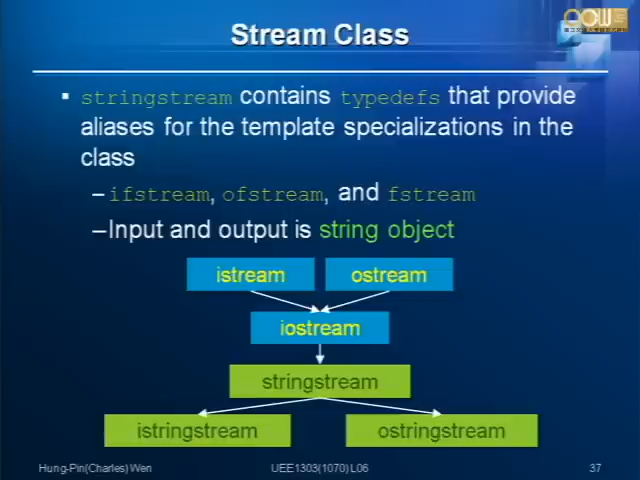 Stream Class
▪ stringstream contains typedefs that provide
aliases for the template specializations in the
class
–ifstream, ofstream, and fstream
–Input and output is string object
istream ostream
iostream
stringstream
istringstream ostringstream
Hung-Pin(Charles) Wen UEE1303(1070) L06 37